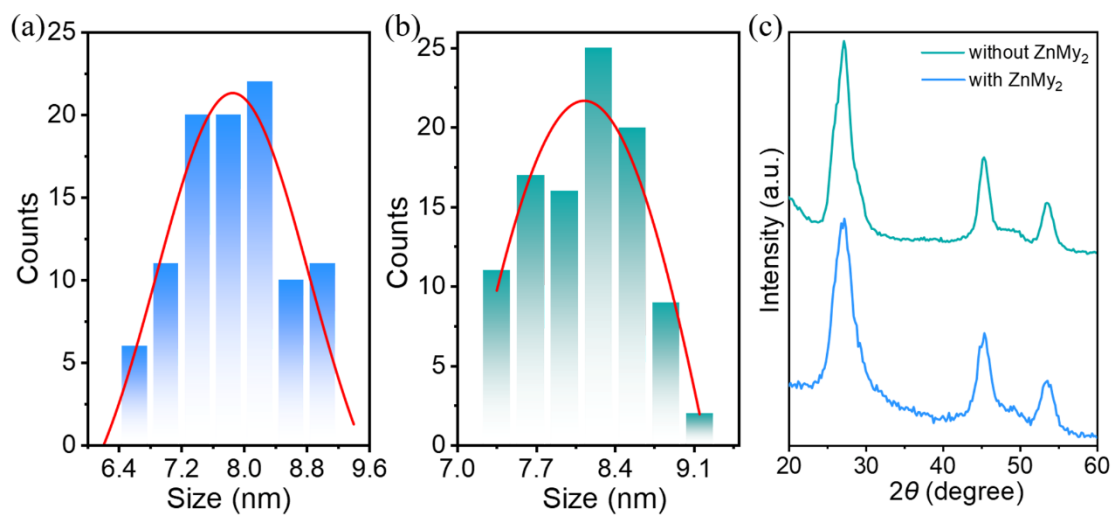 (a)
25
20
15
10
5
0
Counts
6.4 7.2 8.0 8.8 9.6
Size (nm)
(b)
25
20
15
10
5
0
Counts
7.0 7.7 8.4 9.1
Size (nm)
(c)
without ZnMy₂
with ZnMy₂
Intensity (a.u.)
20 30 40 50 60
2θ (degree)